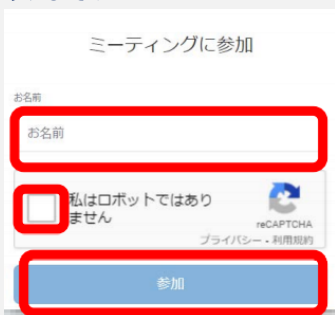 ミーティングに参加
お名前
お名前
私はロボットではあり
ません
reCAPTCHA
プライバシー - 利用規約
参加